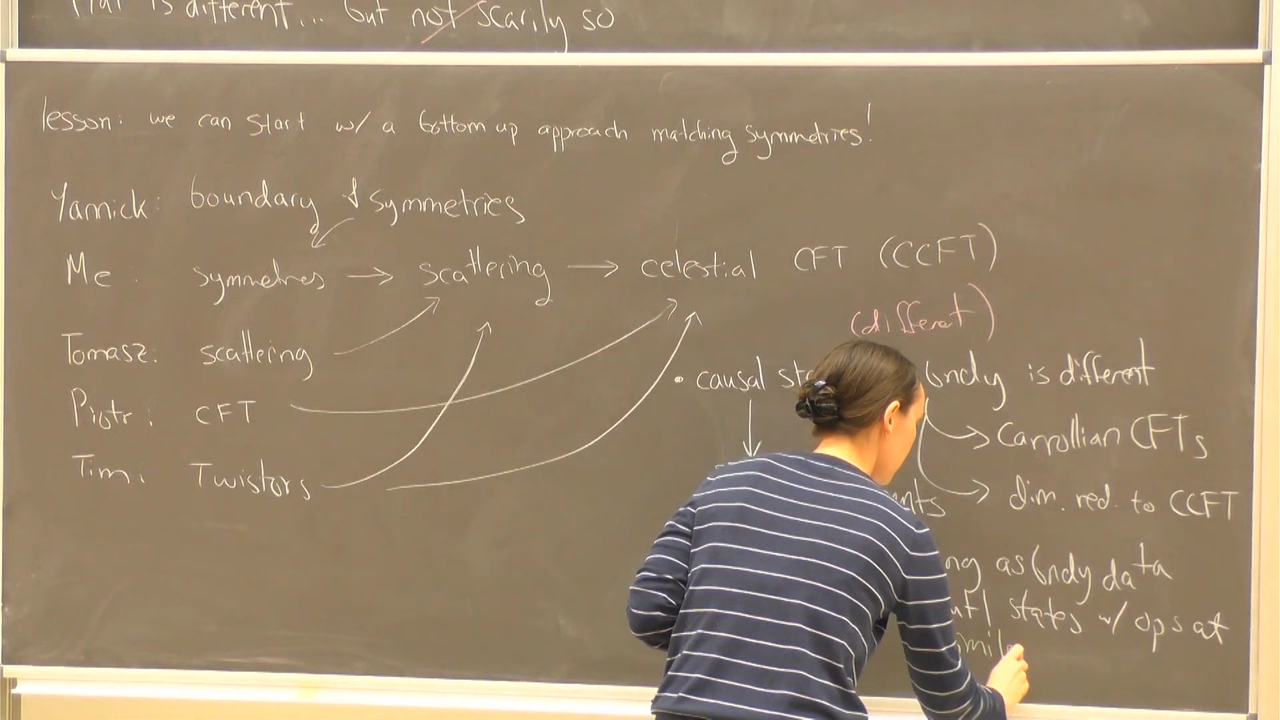 is different... but not scarily so
lesson: we can start w/ a bottom up approach matching symmetries!
Yannick: boundary & symmetries
Me: symmetries → scattering → celestial CFT (CCFT)
(different)
Tomasz: scattering
• causal bndy is different
Piotr: CFT
→ Carrollian CFTs
Tim: Twistors
→ dim. red. to CCFT
as bndy data
states w/ ops at